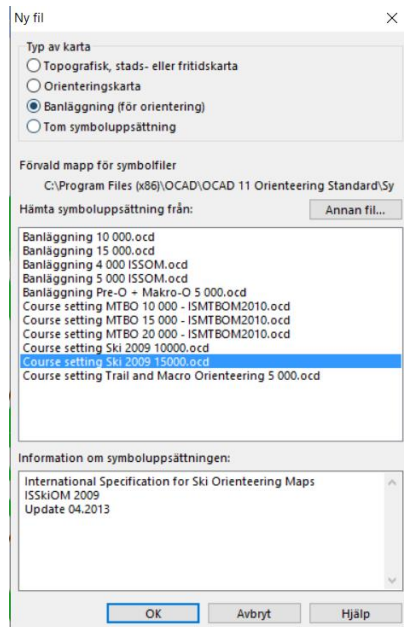 Ny fil
Typ av karta
Topografisk, stads- eller fritidskarta
Orienteringskarta
Banläggning (för orientering)
Tom symboluppsättning
Förvald mapp för symbolfiler
C:\Program Files (x86)\OCAD\OCAD 11 Orienteering Standard\Sy
Hämta symboluppsättning från:
Annan fil...
Banläggning 10 000.ocd
Banläggning 15 000.ocd
Banläggning 4 000 ISSOM.ocd
Banläggning 5 000 ISSOM.ocd
Banläggning Pre-O + Makro-O 5 000.ocd
Course setting MTBO 10 000 - ISMTBOM2010.ocd
Course setting MTBO 15 000 - ISMTBOM2010.ocd
Course setting MTBO 20 000 - ISMTBOM2010.ocd
Course setting Ski 2009 10000.ocd
Course setting Ski 2009 15000.ocd
Course setting Trail and Macro Orienteering 5 000.ocd
Information om symboluppsättningen:
International Specification for Ski Orienteering Maps
ISSkiOM 2009
Update 04.2013
OK Avbryt Hjälp